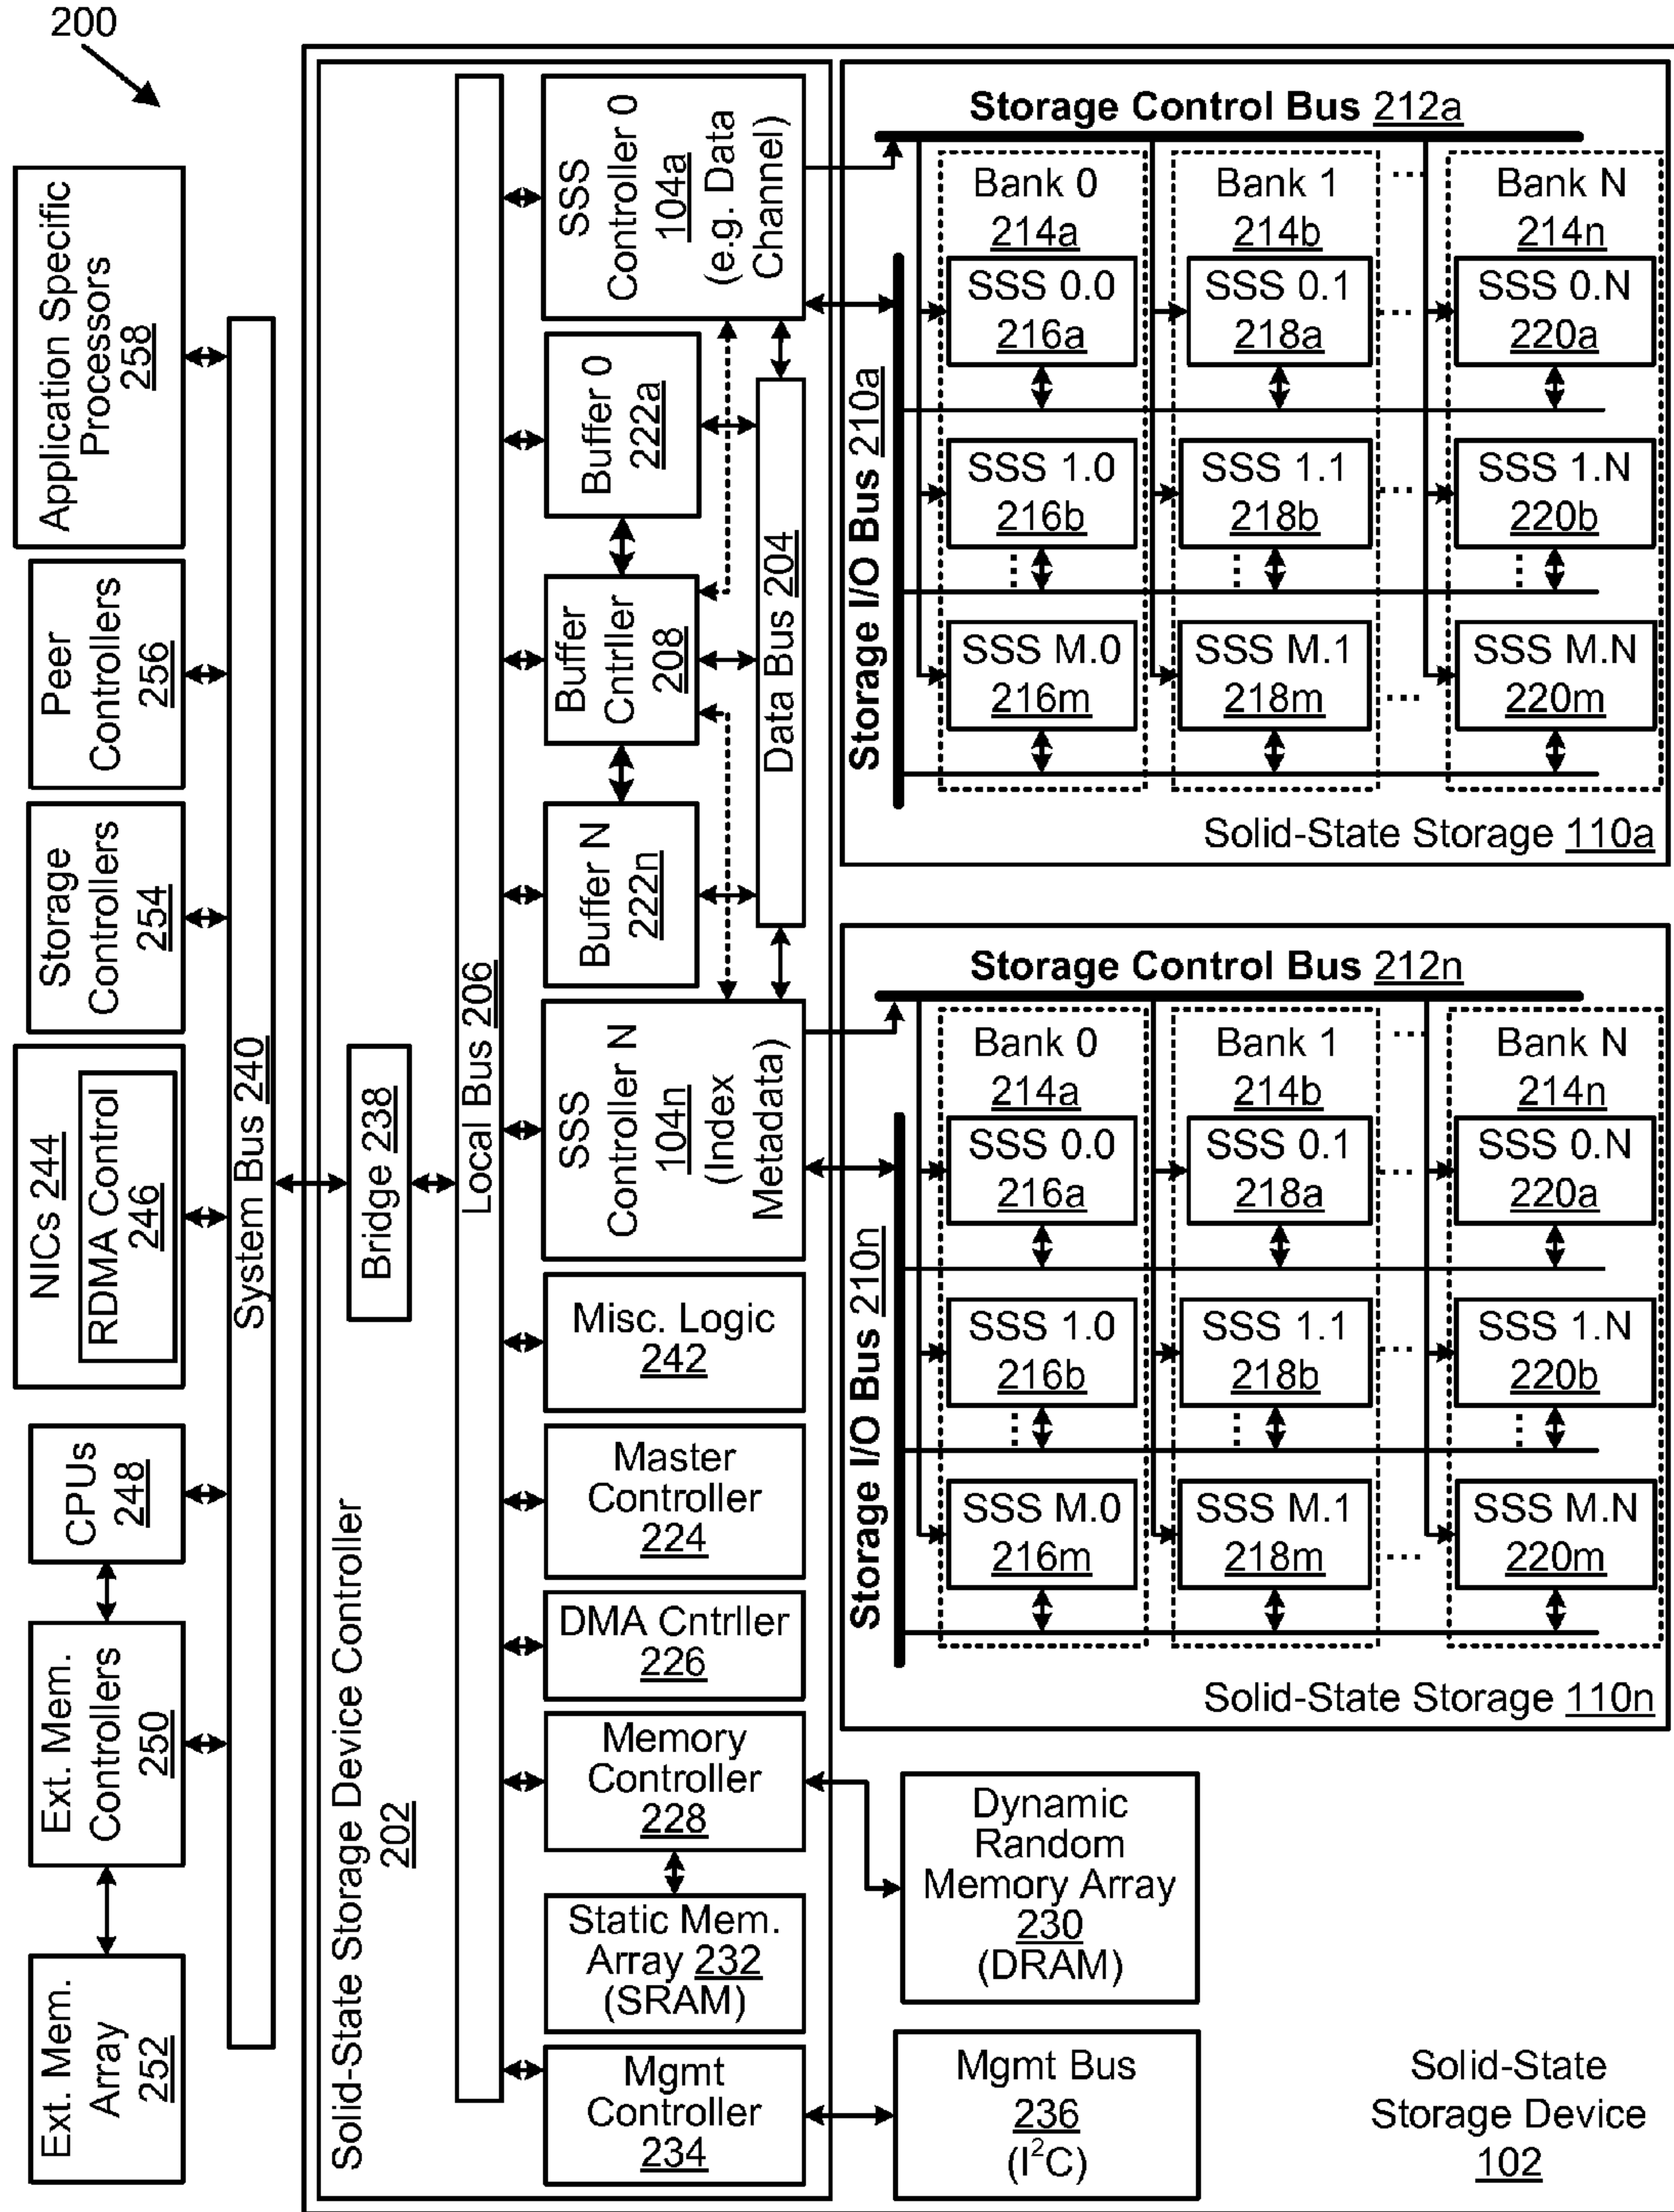 200
Application Specific
Processors
258
Peer
Controllers
256
Storage
Controllers
254
NICs 244
RDMA Control
246
CPUs
248
Ext. Mem.
Controllers
250
Ext. Mem.
Array
252
System Bus 240
Solid-State Storage Device Controller
202
Bridge 238
Local Bus 206
SSS
Controller 0
104a
(e.g. Data
Channel)
Buffer 0
222a
Buffer
Cntrller
208
Buffer N
222n
Data Bus 204
SSS
Controller N
104n
(Index
Metadata)
Misc. Logic
242
Master
Controller
224
DMA Cntrller
226
Memory
Controller
228
Static Mem.
Array 232
(SRAM)
Mgmt
Controller
234
Storage Control Bus 212a
Storage I/O Bus 210a
Bank 0
214a
Bank 1
214b
...
Bank N
214n
SSS 0.0
216a
SSS 0.1
218a
...
SSS 0.N
220a
SSS 1.0
216b
SSS 1.1
218b
...
SSS 1.N
220b
... ... ...
SSS M.0
216m
SSS M.1
218m
...
SSS M.N
220m
Solid-State Storage 110a
Storage Control Bus 212n
Storage I/O Bus 210n
Bank 0
214a
Bank 1
214b
...
Bank N
214n
SSS 0.0
216a
SSS 0.1
218a
...
SSS 0.N
220a
SSS 1.0
216b
SSS 1.1
218b
...
SSS 1.N
220b
... ... ...
SSS M.0
216m
SSS M.1
218m
...
SSS M.N
220m
Solid-State Storage 110n
Dynamic
Random
Memory Array
230
(DRAM)
Mgmt Bus
236
(I²C)
Solid-State
Storage Device
102